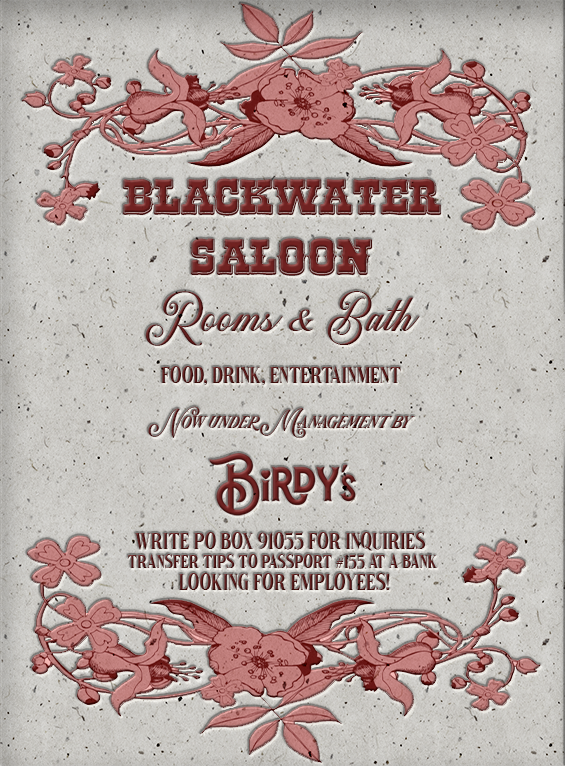 BLACKWATER
SALOON
Rooms & Bath
FOOD, DRINK, ENTERTAINMENT
NOW UNDER MANAGEMENT BY
BiRDY's
WRITE PO BOX 91055 FOR INQUIRIES
TRANSFER TIPS TO PASSPORT #155 AT A BANK
LOOKING FOR EMPLOYEES!